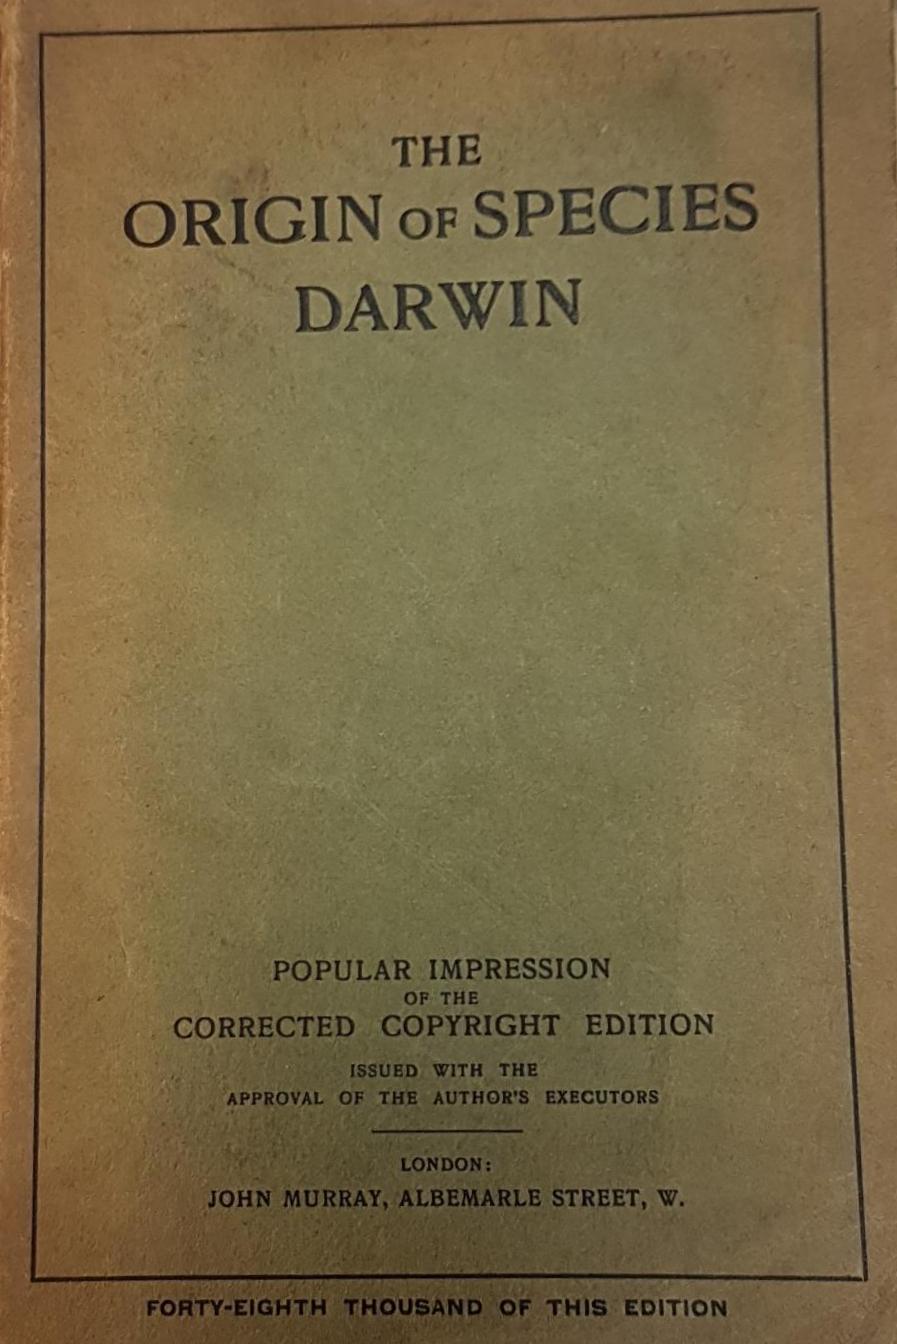 THE
ORIGIN OF SPECIES
DARWIN
POPULAR IMPRESSION
OF THE
CORRECTED COPYRIGHT EDITION
ISSUED WITH THE
APPROVAL OF THE AUTHOR'S EXECUTORS
LONDON:
JOHN MURRAY, ALBEMARLE STREET, W.
FORTY-EIGHTH THOUSAND OF THIS EDITION